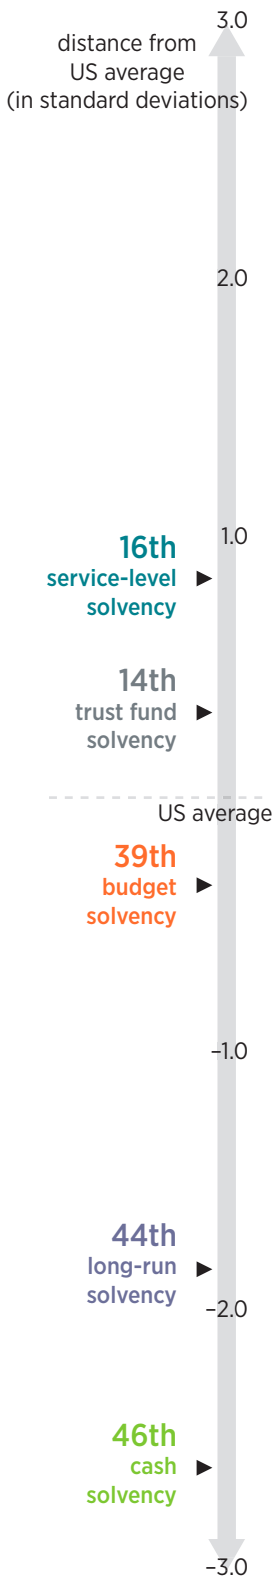 3.0
distance from
US average
(in standard deviations)
2.0
1.0
16th
service-level
solvency
14th
trust fund
solvency
US average
39th
budget
solvency
–1.0
44th
long-run
solvency
–2.0
46th
cash
solvency
–3.0